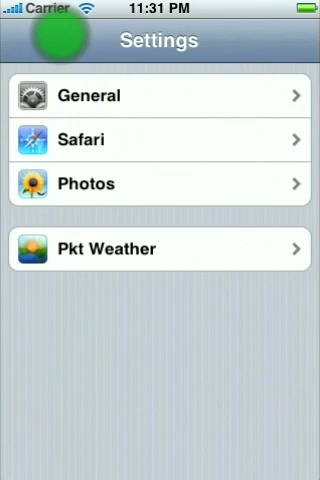 Carrier 11:31 PM
Settings
General
Safari
Photos
Pkt Weather